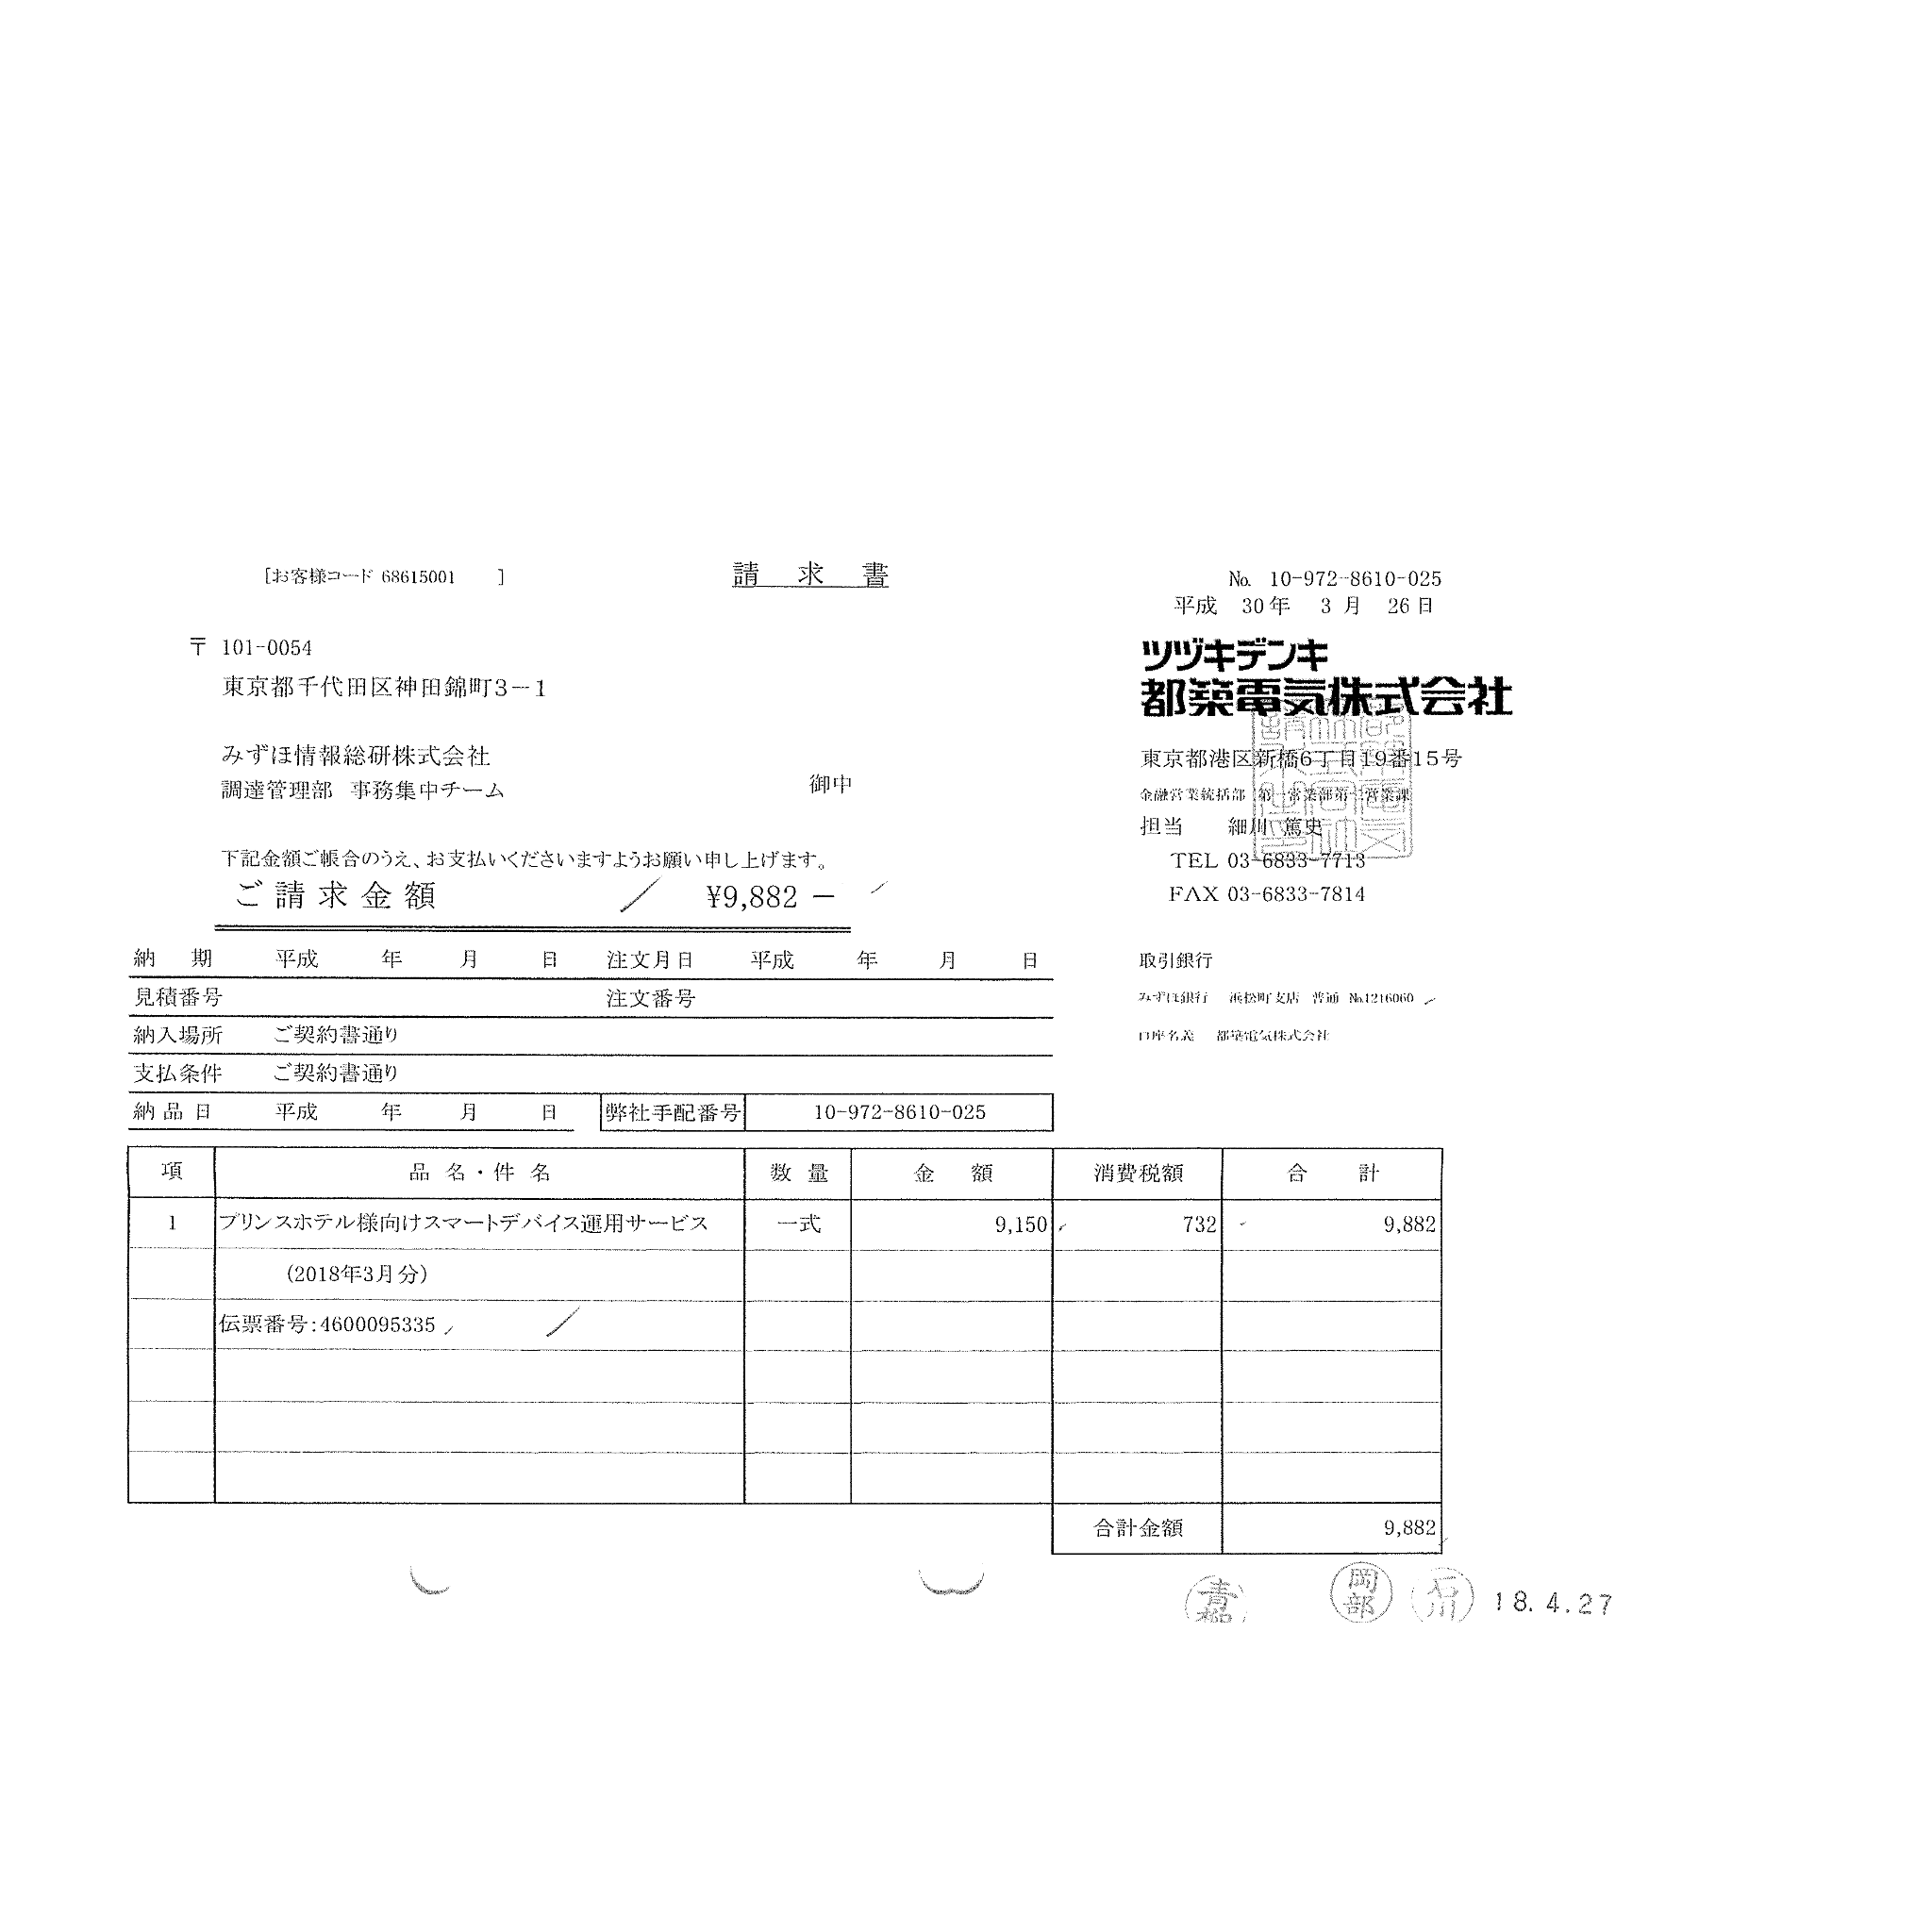 [お客様コード 68615001 ]
請 求 書
№ 10-972-8610-025
平成 30年 3月 26日
〒 101-0054
東京都千代田区神田錦町3－1
みずほ情報総研株式会社
調達管理部 事務集中チーム 御中
ツヅキデンキ
都築電気株式会社
東京都港区新橋6丁目19番15号
金融営業統括部 第一営業部第二営業課
担当 細川 篤史
TEL 03-6833-7713
FAX 03-6833-7814
下記金額ご帳合のうえ、お支払いくださいますようお願い申し上げます。
ご請求金額 ¥9,882 －
納 期 平成 年 月 日 注文月日 平成 年 月 日
見積番号 注文番号
納入場所 ご契約書通り
支払条件 ご契約書通り
納品日 平成 年 月 日 弊社手配番号 10-972-8610-025
取引銀行
みずほ銀行 浜松町支店 普通 №1216060
口座名義 都築電気株式会社
項 品名・件名 数量 金額 消費税額 合計
1 プリンスホテル様向けスマートデバイス運用サービス 一式 9,150 732 9,882
(2018年3月分)
伝票番号:4600095335
合計金額 9,882
青柳 岡部 石川 18.4.27